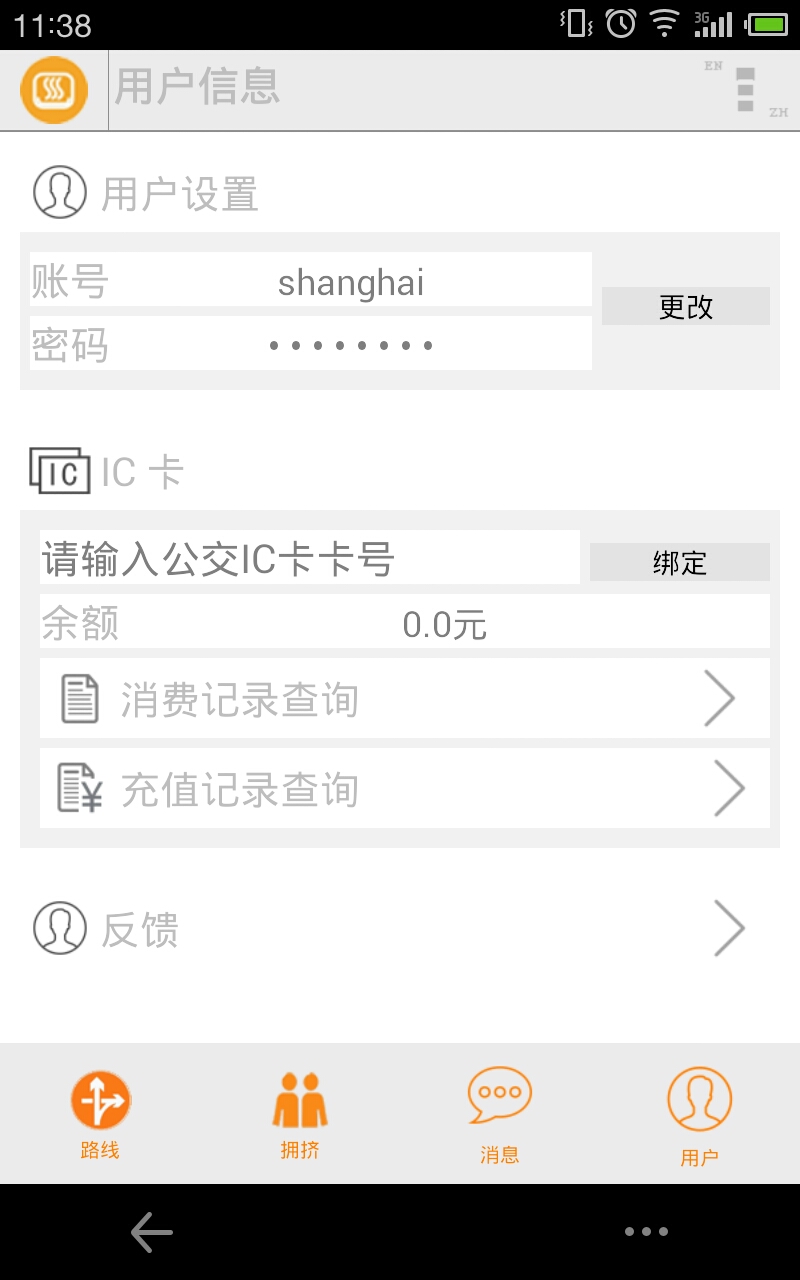 11:38
3G
用户信息
EN
ZH
用户设置
账号 shanghai
更改
密码 ••••••••
IC IC 卡
请输入公交IC卡卡号
绑定
余额 0.0元
消费记录查询
充值记录查询
反馈
路线 拥挤 消息 用户